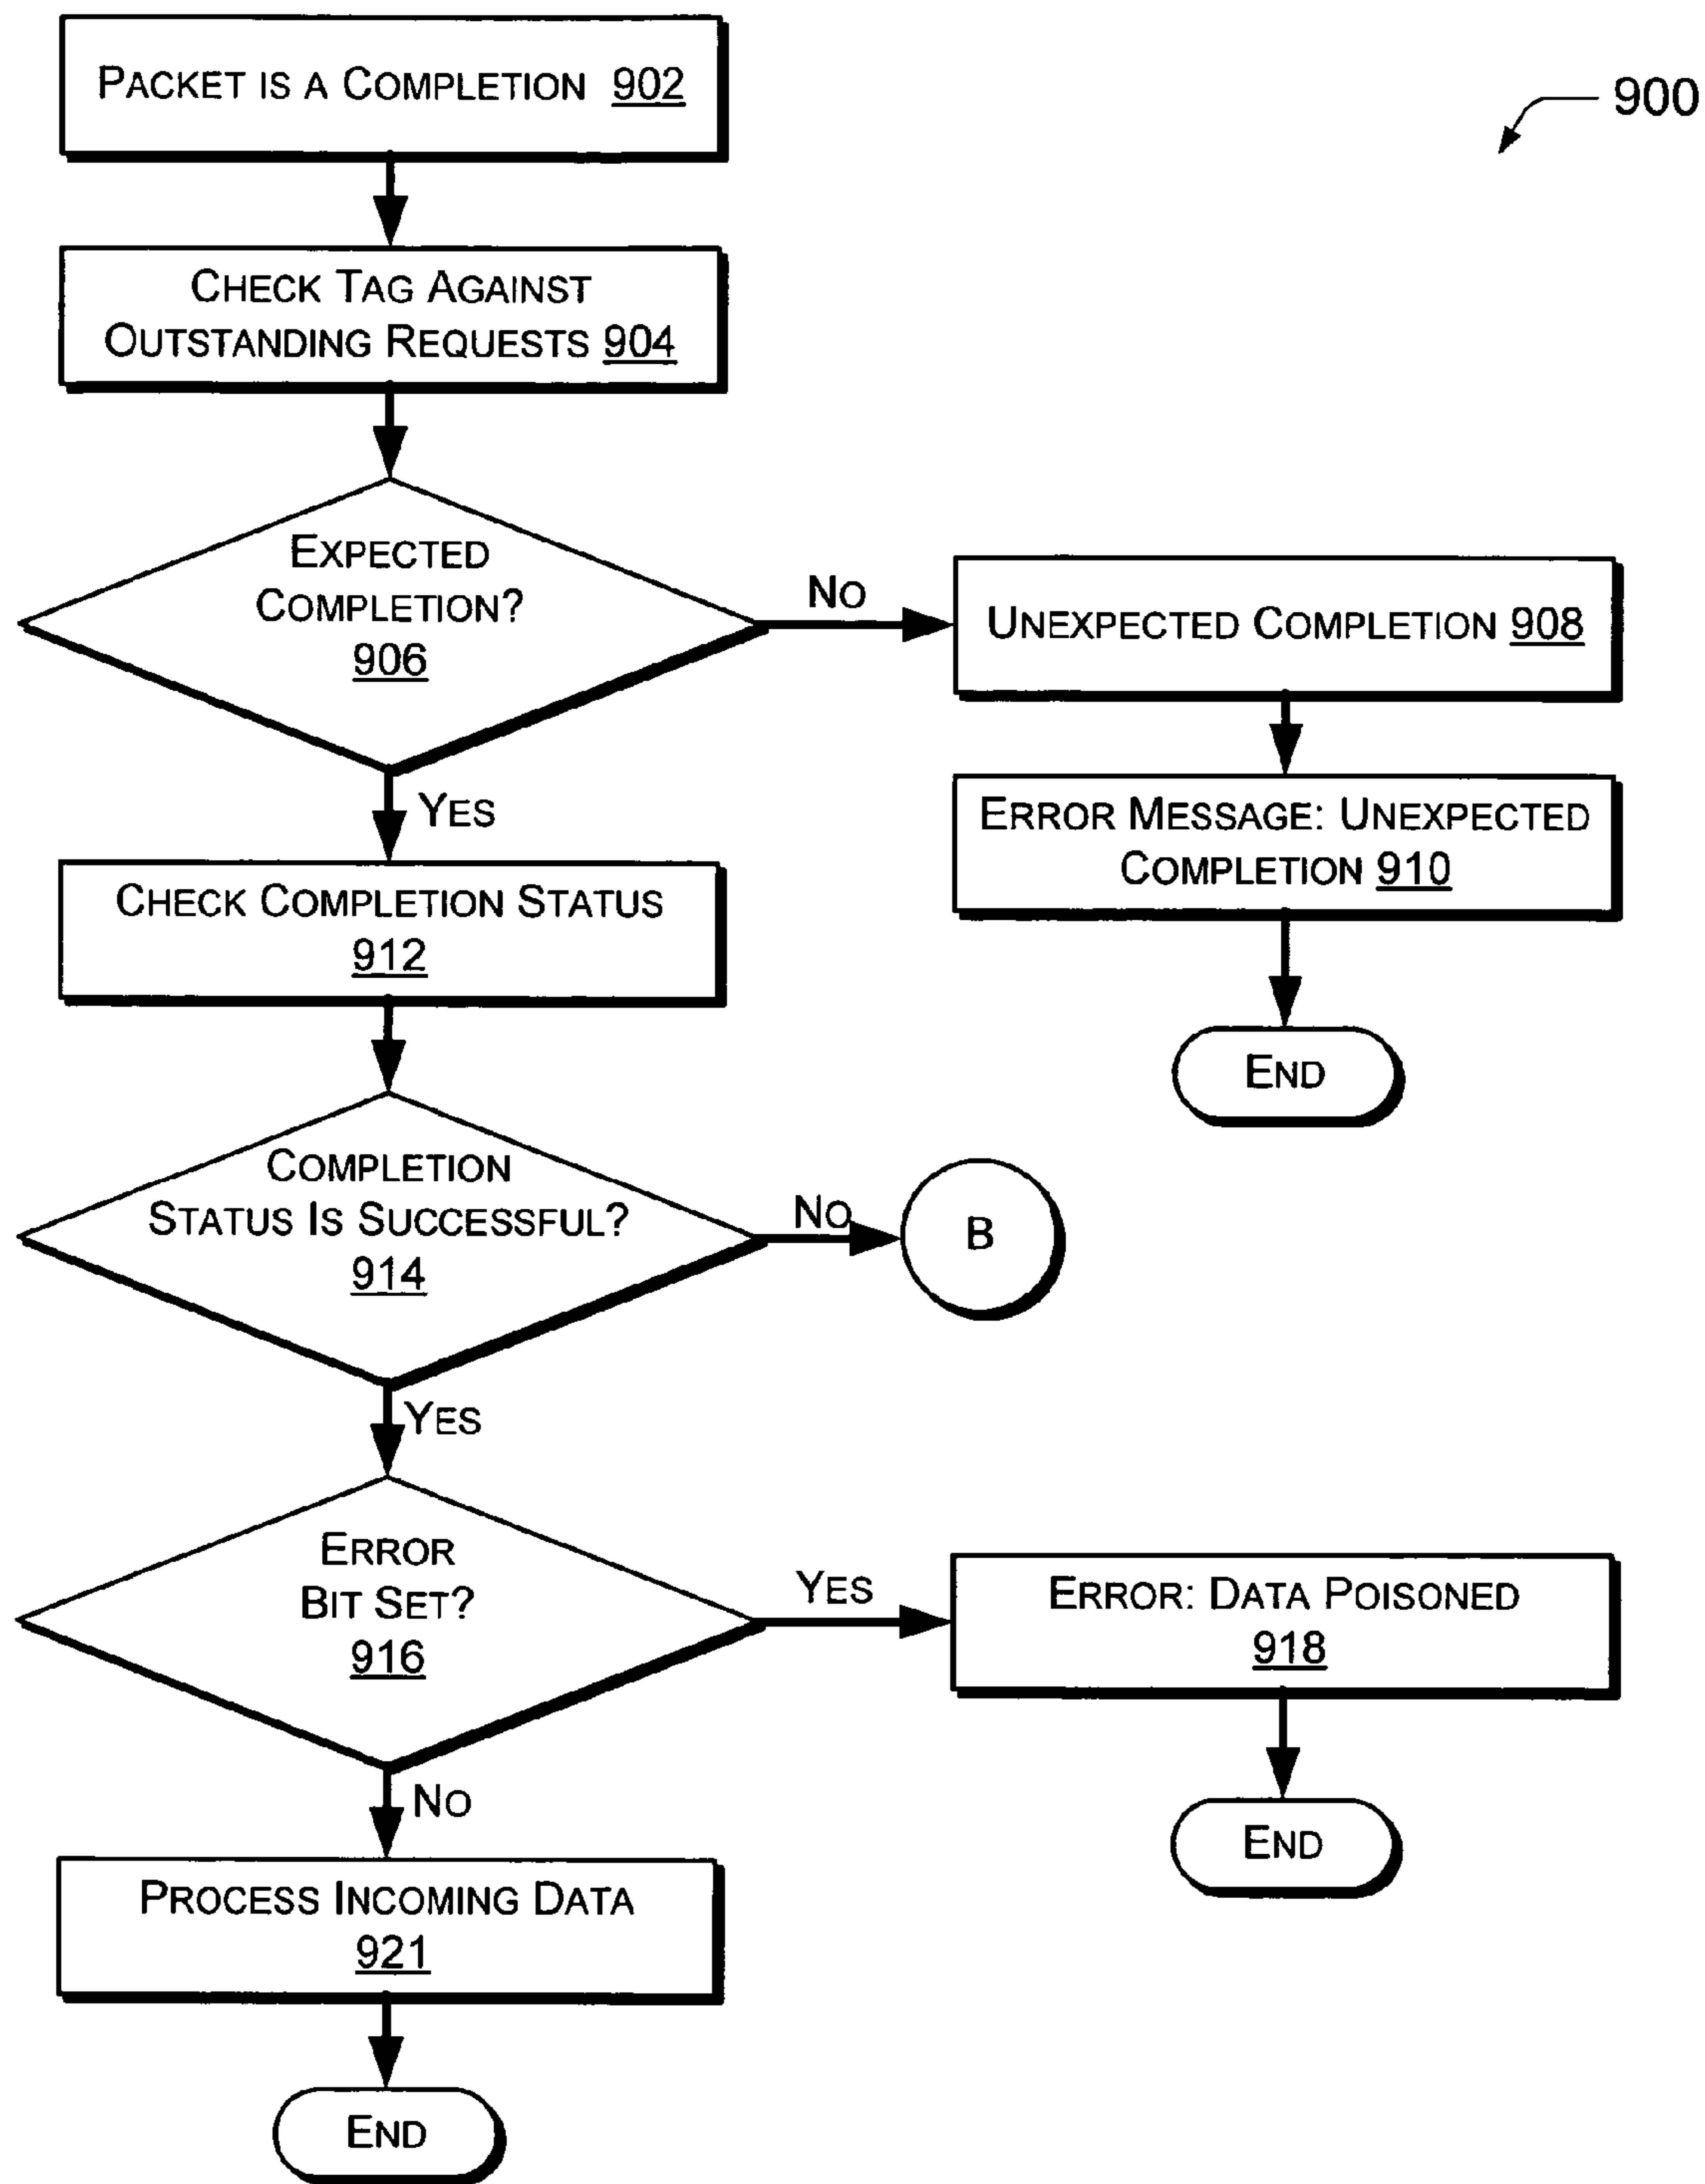 PACKET IS A COMPLETION 902
900
CHECK TAG AGAINST
OUTSTANDING REQUESTS 904
EXPECTED
COMPLETION?
906
NO
UNEXPECTED COMPLETION 908
YES
ERROR MESSAGE: UNEXPECTED
COMPLETION 910
CHECK COMPLETION STATUS
912
END
COMPLETION
STATUS IS SUCCESSFUL?
914
NO
B
YES
ERROR
BIT SET?
916
YES
ERROR: DATA POISONED
918
NO
END
PROCESS INCOMING DATA
921
END